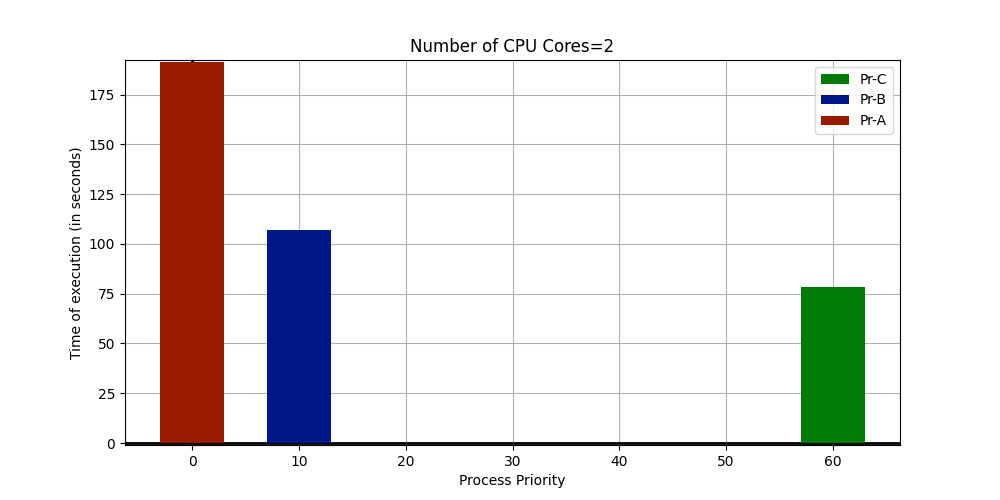 Number of CPU Cores=2
Pr-C
Pr-B
Pr-A
Time of execution (in seconds)
175
150
125
100
75
50
25
0
0 10 20 30 40 50 60
Process Priority